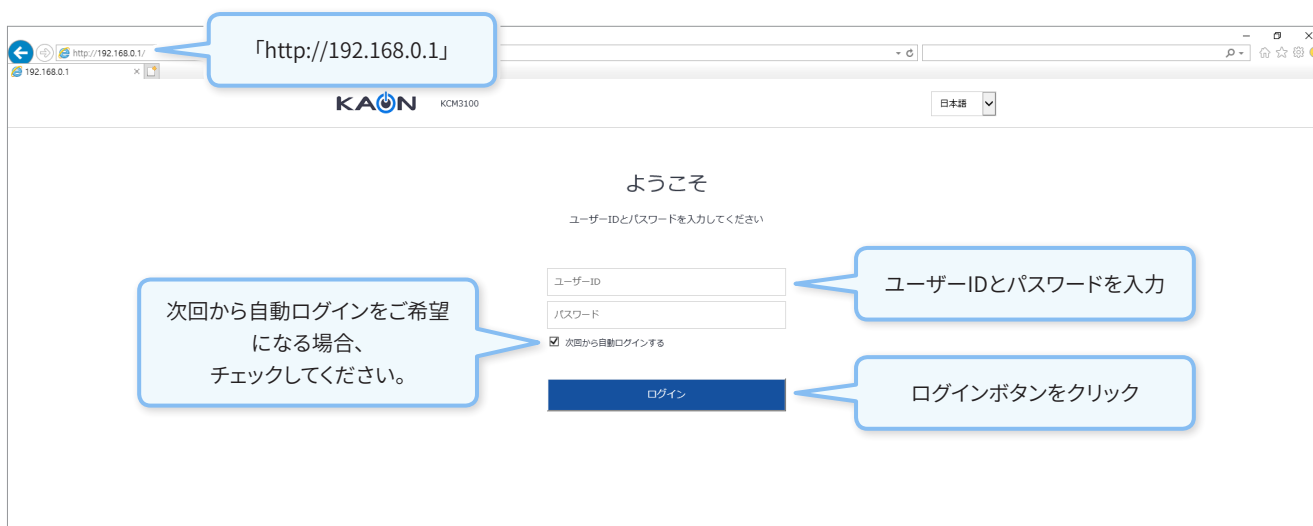 「http://192.168.0.1」
http://192.168.0.1/
192.168.0.1
KAON KCM3100
日本語
ようこそ
ユーザーIDとパスワードを入力してください
ユーザーID
ユーザーIDとパスワードを入力
次回から自動ログインをご希望
になる場合、
チェックしてください。
パスワード
次回から自動ログインする
ログイン
ログインボタンをクリック